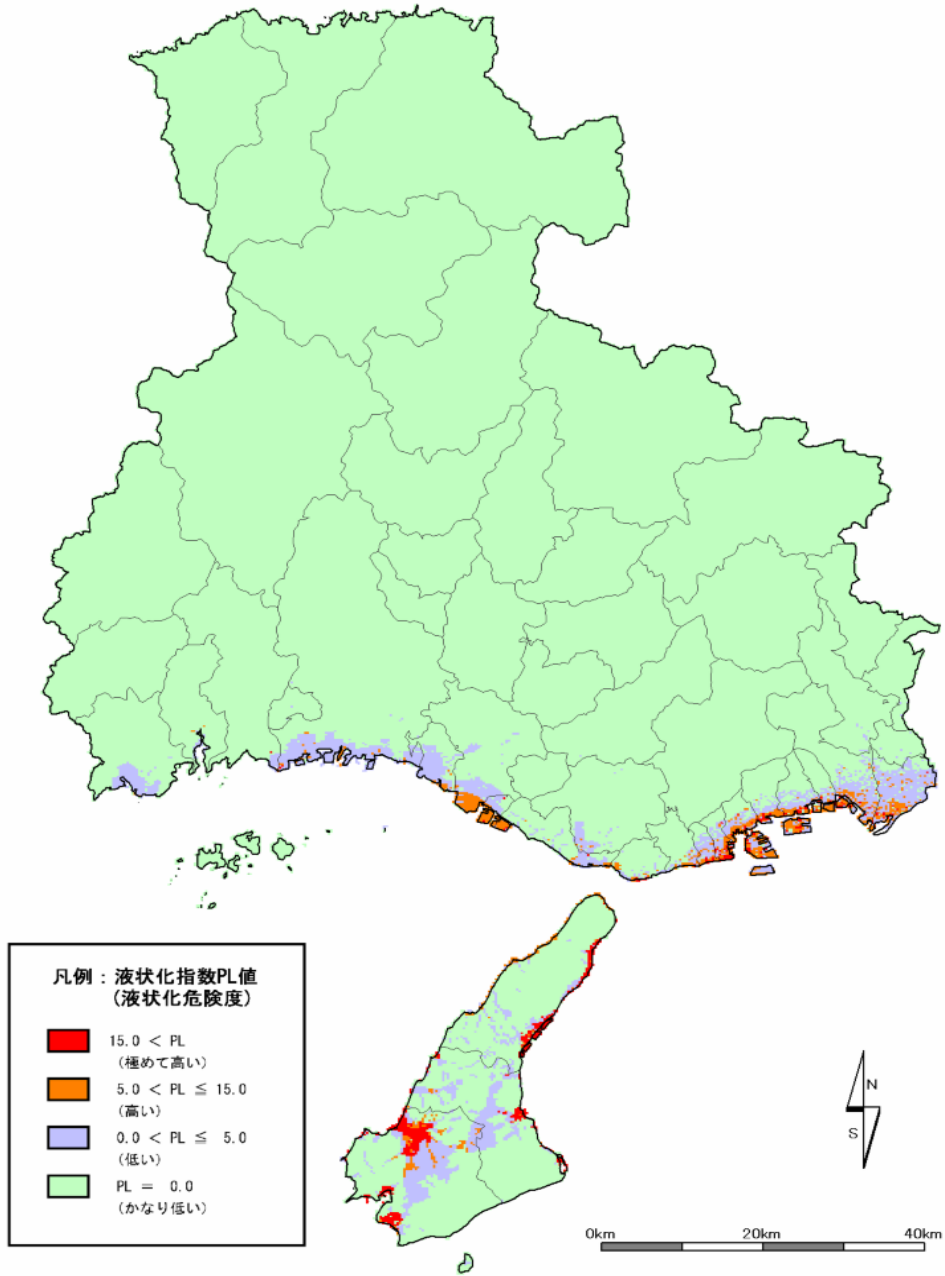 凡例：液状化指数PL値
（液状化危険度）
15.0 < PL
（極めて高い）
5.0 < PL ≦ 15.0
（高い）
0.0 < PL ≦ 5.0
（低い）
PL = 0.0
（かなり低い）
N
S
0km 20km 40km